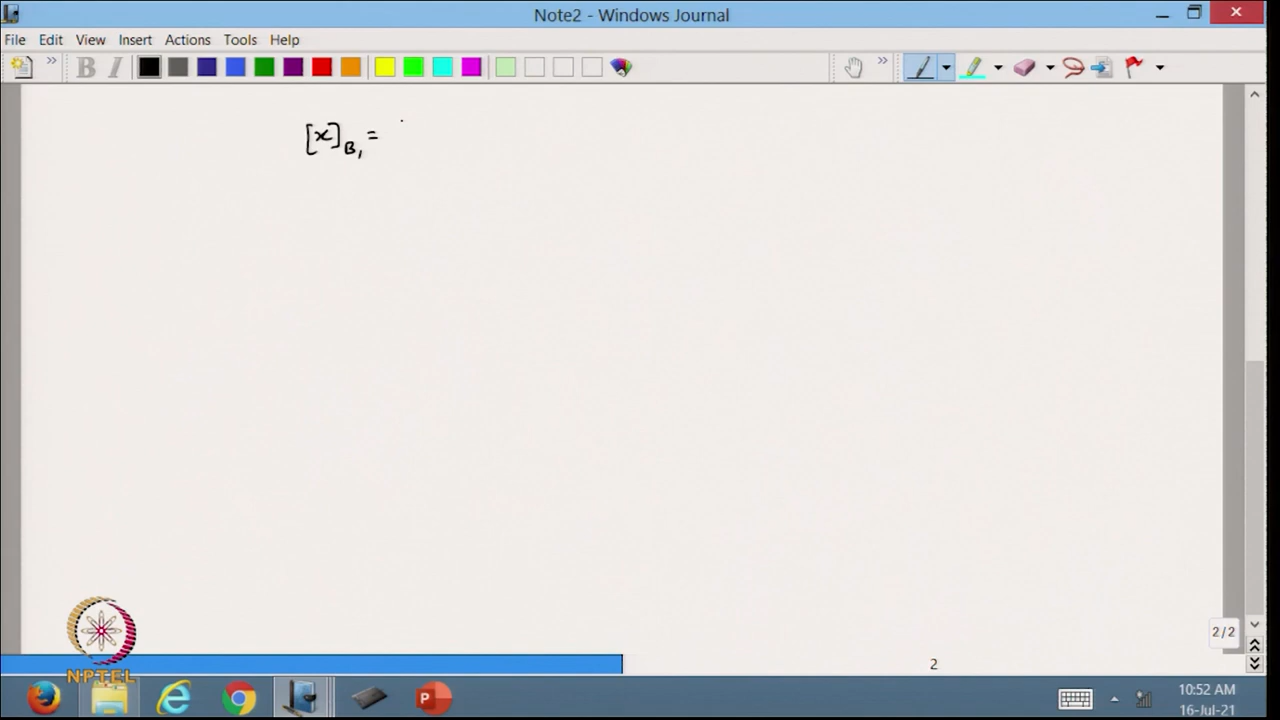 Note2 - Windows Journal
File Edit View Insert Actions Tools Help
B I
[x]B₁ =
2/2
2
NPTEL
10:52 AM
16-Jul-21